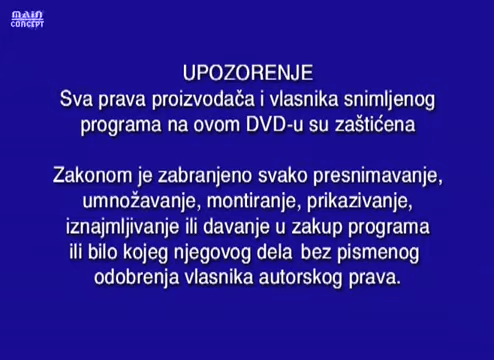 MAIN
CONCEPT
UPOZORENJE
Sva prava proizvodača i vlasnika snimljenog
programa na ovom DVD-u su zaštićena
Zakonom je zabranjeno svako presnimavanje,
umnožavanje, montiranje, prikazivanje,
iznajmljivanje ili davanje u zakup programa
ili bilo kojeg njegovog dela bez pismenog
odobrenja vlasnika autorskog prava.